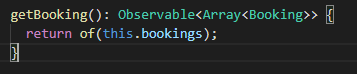 getBooking(): Observable<Array<Booking>> {
  return of(this.bookings);
}